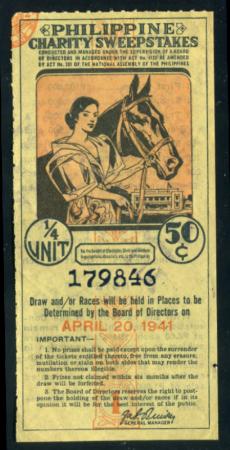 PHILIPPINE
CHARITY SWEEPSTAKES
CONDUCTED AND MANAGED UNDER THE SUPERVISION OF A BOARD
OF DIRECTORS IN ACCORDANCE WITH ACT No. 4130 AS AMENDED
BY ACT No. 301 OF THE NATIONAL ASSEMBLY OF THE PHILIPPINES
1/4
UNIT
50
¢
179846
Draw and/or Races will be held in Places to be
Determined by the Board of Directors on
APRIL 20, 1941
IMPORTANT—
1. No prizes shall be paid except upon the surrender
of the tickets entitled thereto, free from any erasure,
mutilation or stain on both sides that may render the
numbers thereon illegible.
2. Prizes not claimed within six months after the
draw will be forfeited.
3. The Board of Directors reserves the right to post-
pone the holding of the draw and/or races if in its
opinion it will be for the best interest of the public.
GENERAL MANAGER